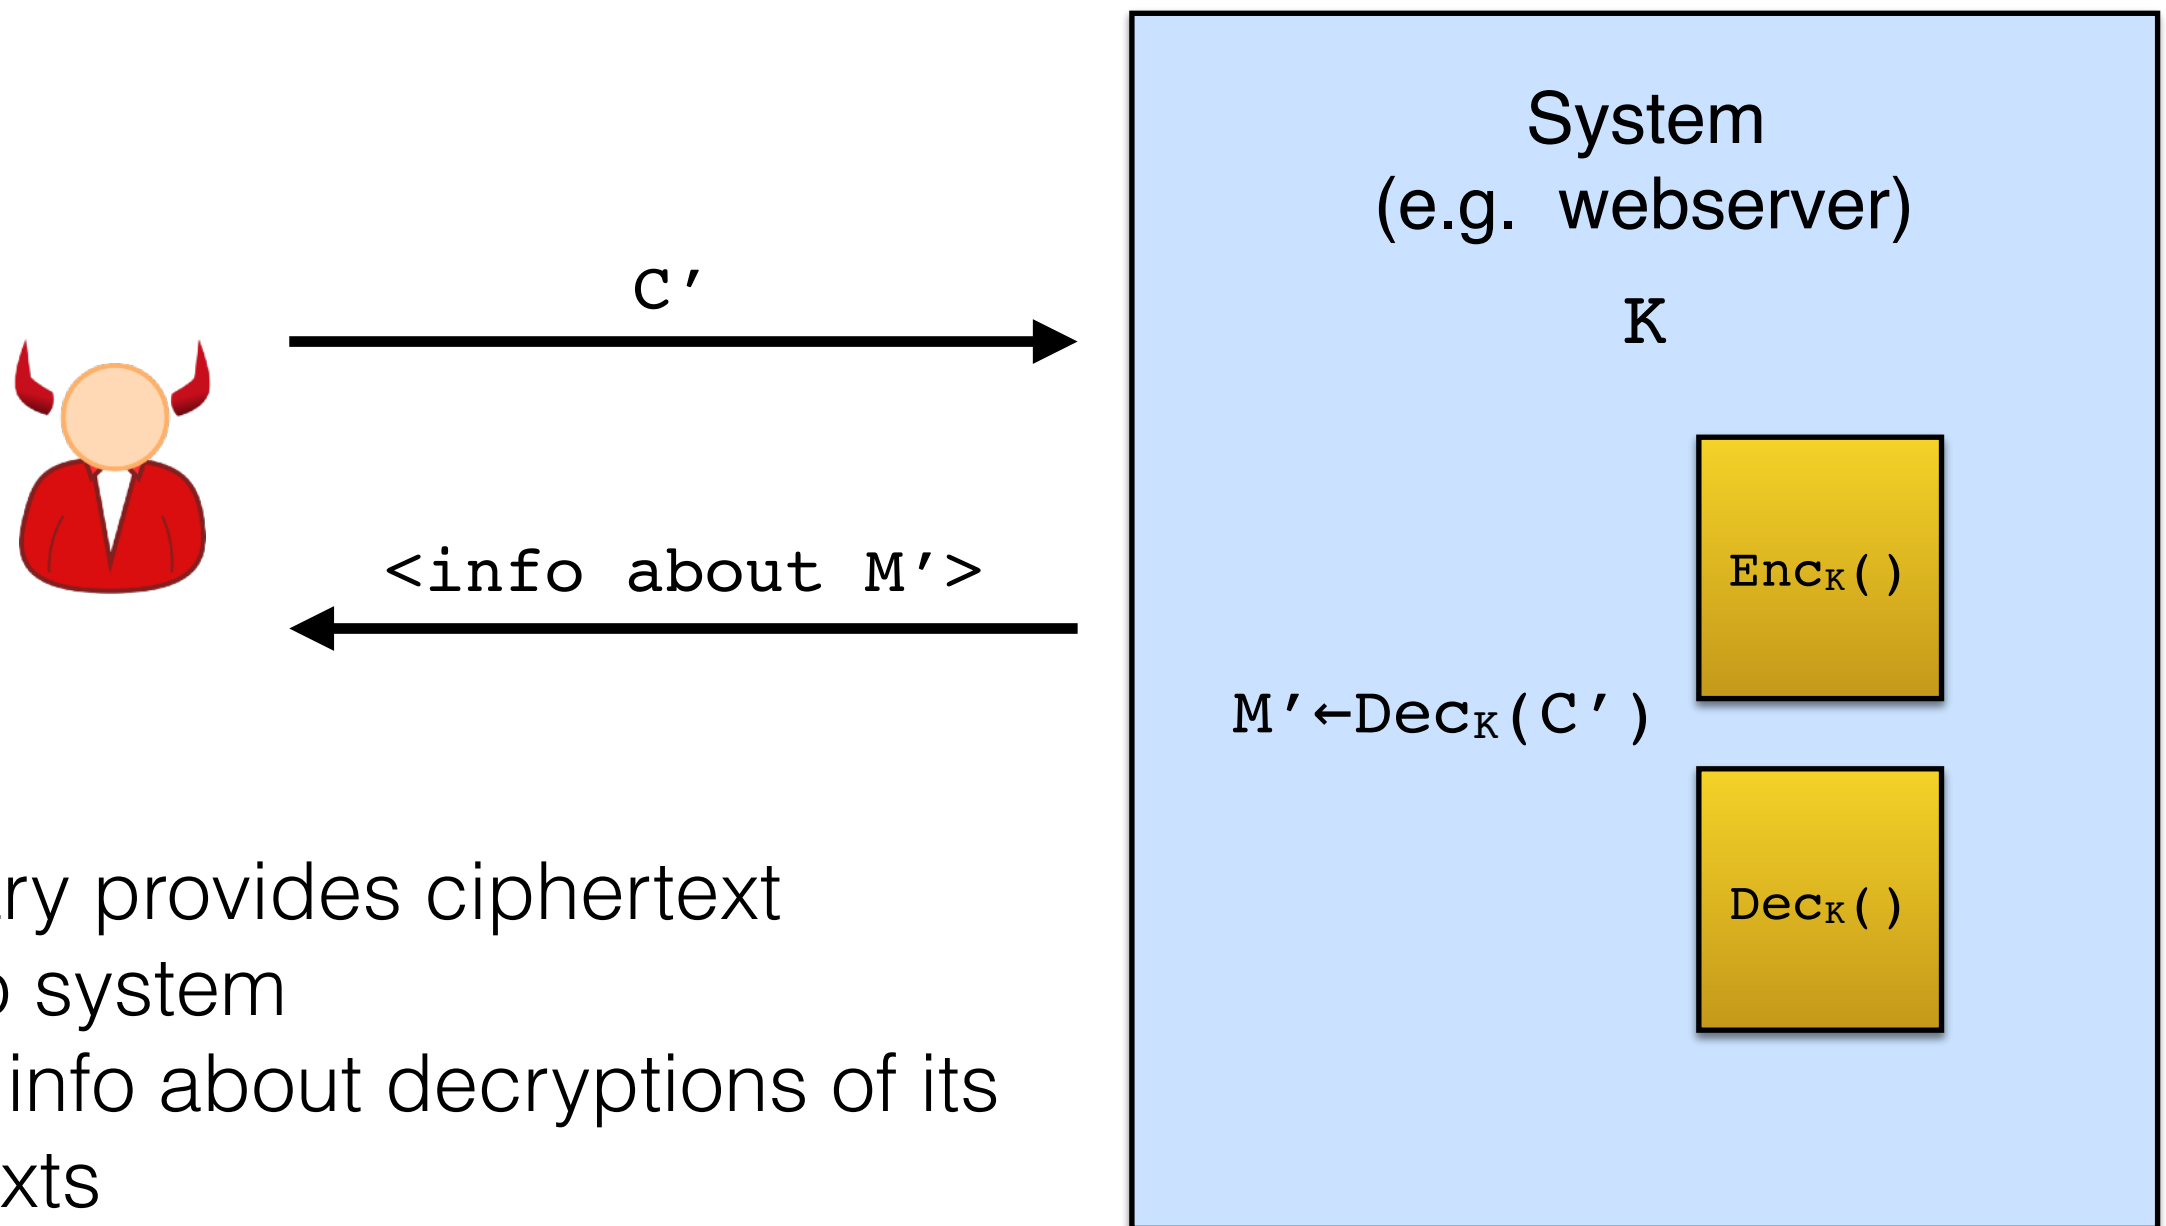 System
(e.g. webserver)
K
C′
<info about M′>
EncK()
M′←DecK(C′)
DecK()
ry provides ciphertext
system
info about decryptions of its
xts